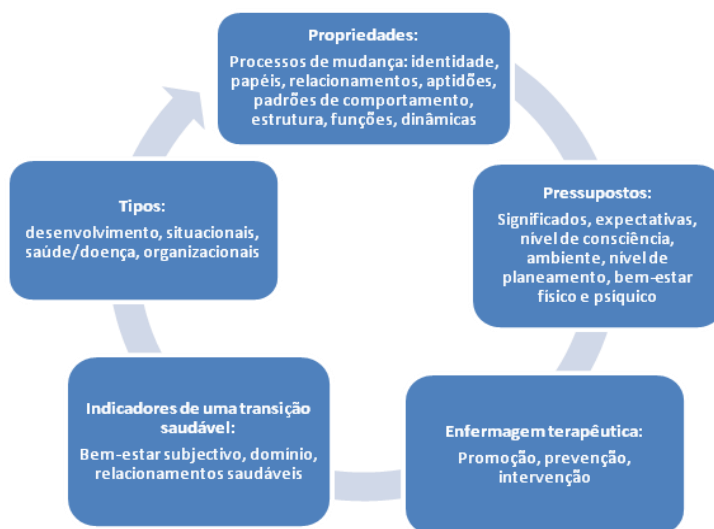 Propriedades:
Processos de mudança: identidade,
papéis, relacionamentos, aptidões,
padrões de comportamento,
estrutura, funções, dinâmicas
Pressupostos:
Significados, expectativas,
nível de consciência,
ambiente, nível de
planeamento, bem-estar
físico e psiquico
Enfermagem terapêutica:
Promoção, prevenção,
intervenção
Indicadores de uma transição
saudável:
Bem-estar subjectivo, domínio,
relacionamentos saudáveis
Tipos:
desenvolvimento, situacionais,
saúde/doença, organizacionais